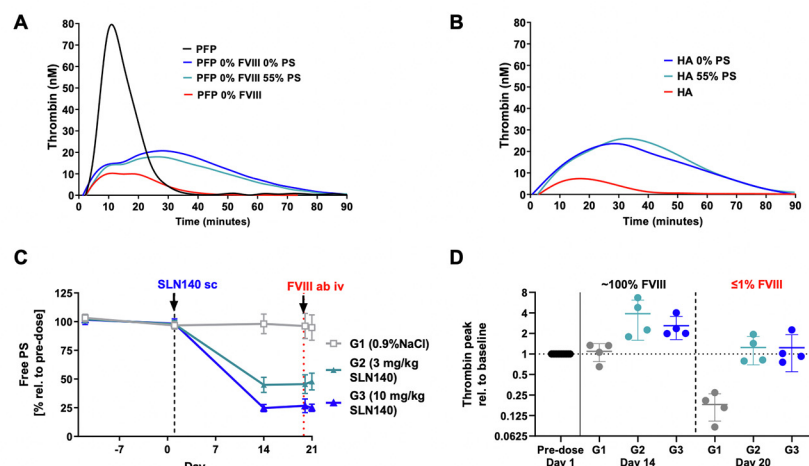 A
80
70
60
50
40
30
20
10
0
Thrombin (nM)
PFP
PFP 0% FVIII 0% PS
PFP 0% FVIII 55% PS
PFP 0% FVIII
0 10 20 30 40 50 60 70 80 90
Time (minutes)
B
80
70
60
50
40
30
20
10
0
Thrombin (nM)
HA 0% PS
HA 55% PS
HA
0 10 20 30 40 50 60 70 80 90
Time (minutes)
C
SLN140 sc
FVIII ab iv
125
100
75
50
25
0
Free PS
[% rel. to pre-dose]
G1 (0.9%NaCl)
G2 (3 mg/kg
SLN140)
G3 (10 mg/kg
SLN140)
-7 0 7 14 21
Day
D
~100% FVIII
≤1% FVIII
8
4
2
1
0.5
0.25
0.125
0.0625
Thrombin peak
rel. to baseline
Pre-dose G1 G2 G3 G1 G2 G3
Day 1 Day 14 Day 20